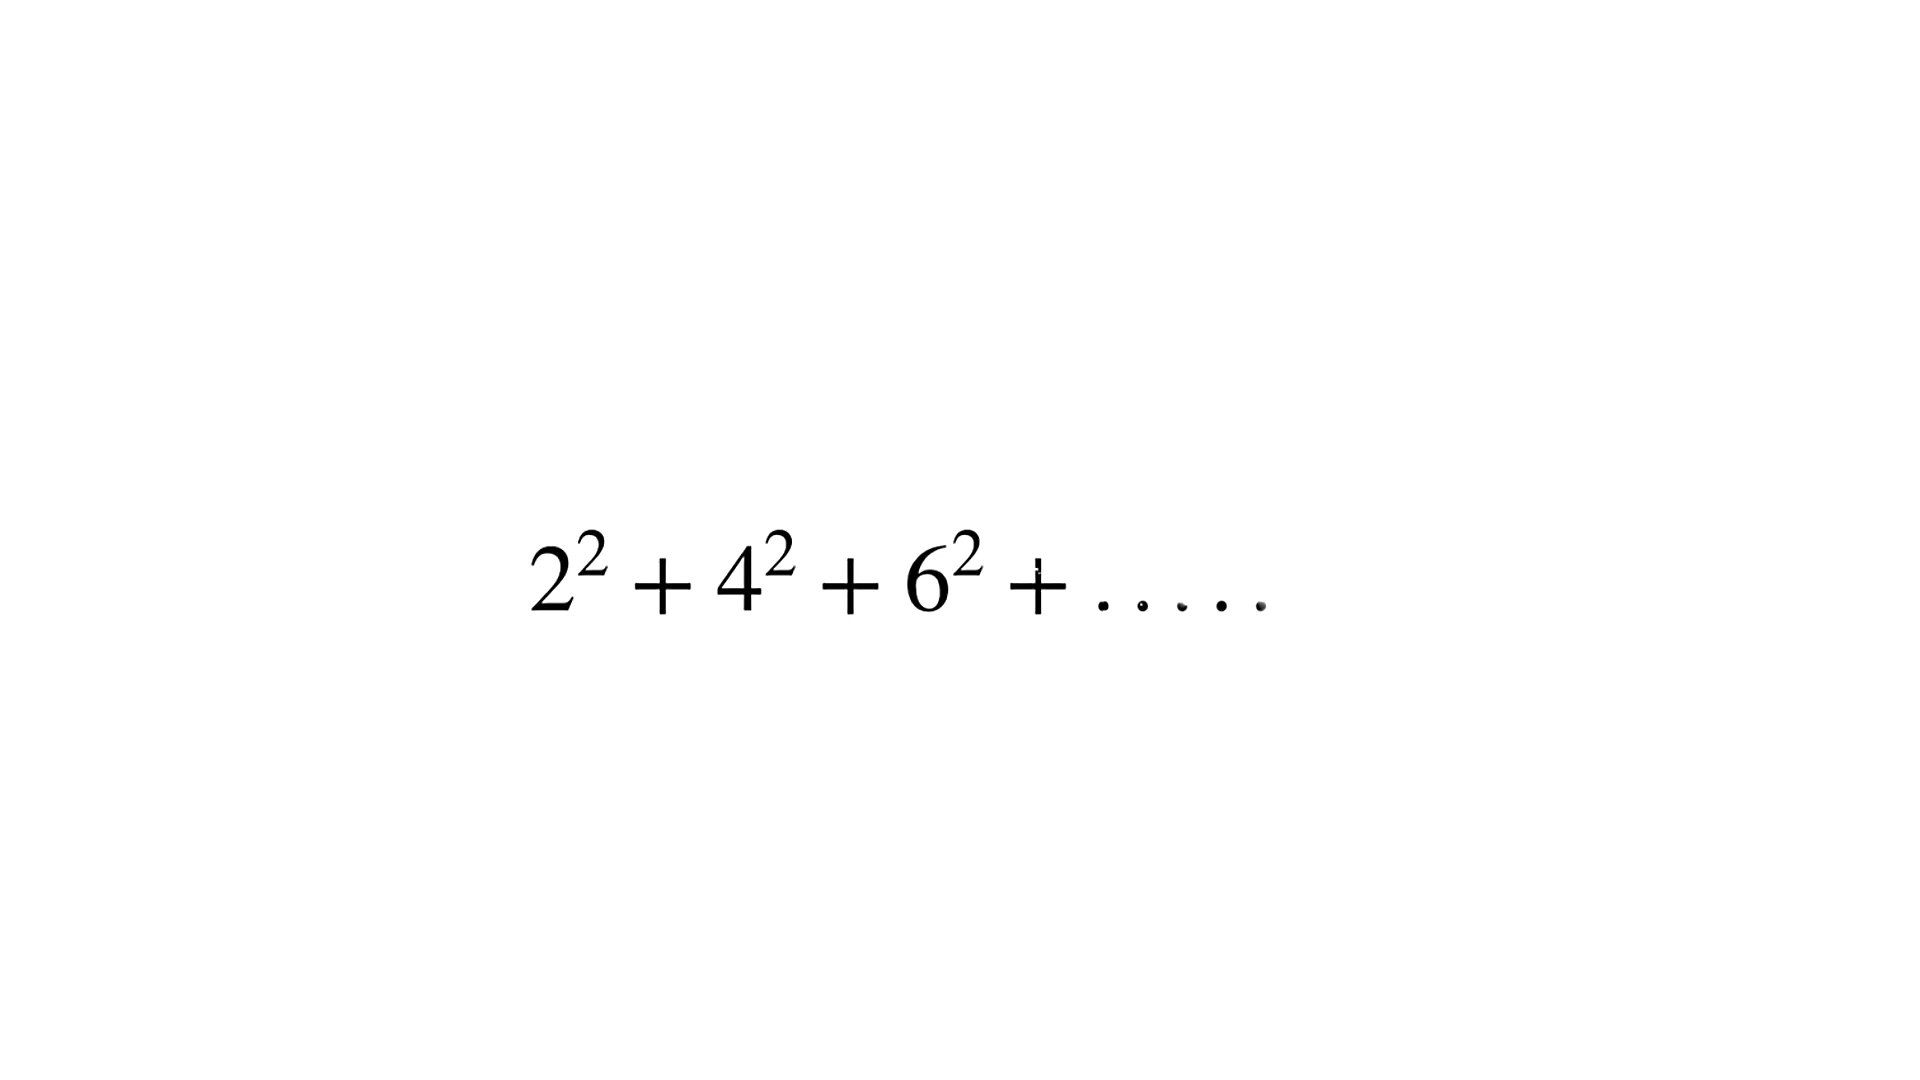 2² + 4² + 6² + .....